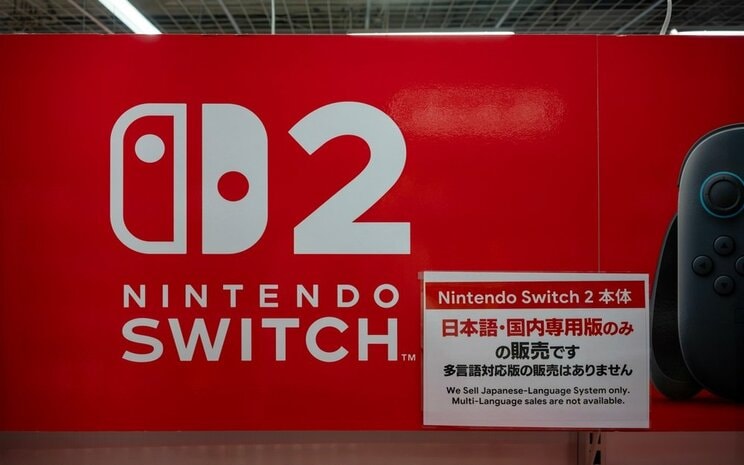 2
NINTENDO
SWITCH™
Nintendo Switch 2 本体
日本語・国内専用版のみ
の販売です
多言語対応版の販売はありません
We Sell Japanese-Language System only.
Multi-Language sales are not available.